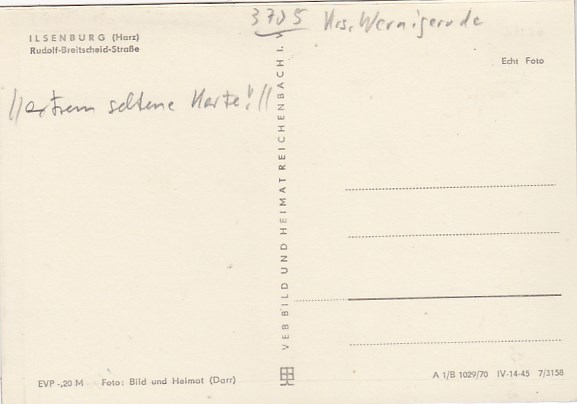 3705 Krs. Wernigerode
ILSENBURG (Harz)
Rudolf-Breitscheid-Straße
Echt Foto
!! extrem seltene Karte !!
VEB BILD UND HEIMAT REICHENBACH I. V.
EVP -,20 M Foto: Bild und Heimat (Darr)
A 1/B 1029/70 IV-14-45 7/3158